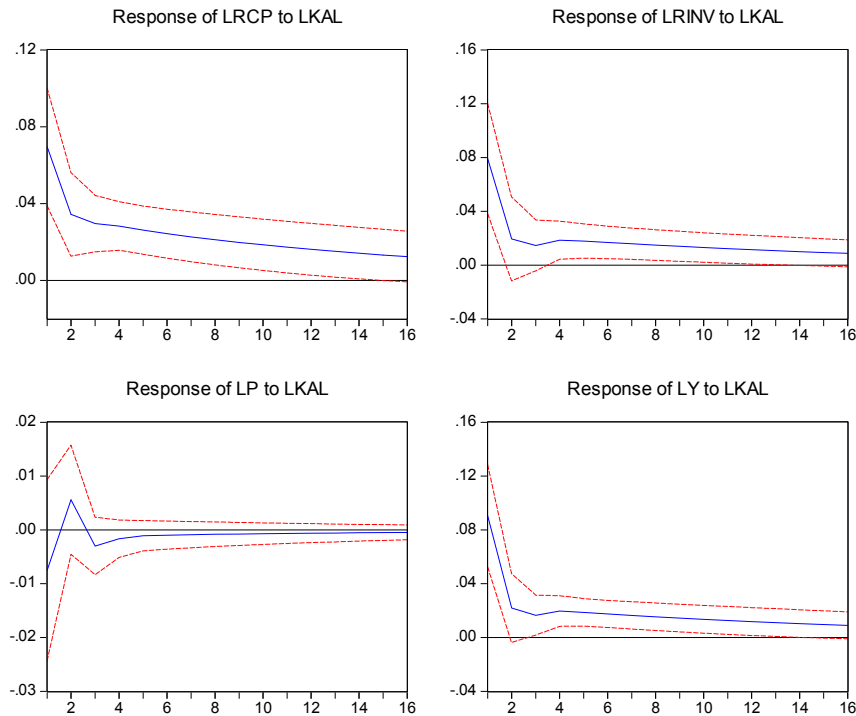 Response of LRCP to LKAL
.12
.08
.04
.00
2 4 6 8 10 12 14 16
Response of LRINV to LKAL
.16
.12
.08
.04
.00
-.04
2 4 6 8 10 12 14 16
Response of LP to LKAL
.02
.01
.00
-.01
-.02
-.03
2 4 6 8 10 12 14 16
Response of LY to LKAL
.16
.12
.08
.04
.00
-.04
2 4 6 8 10 12 14 16